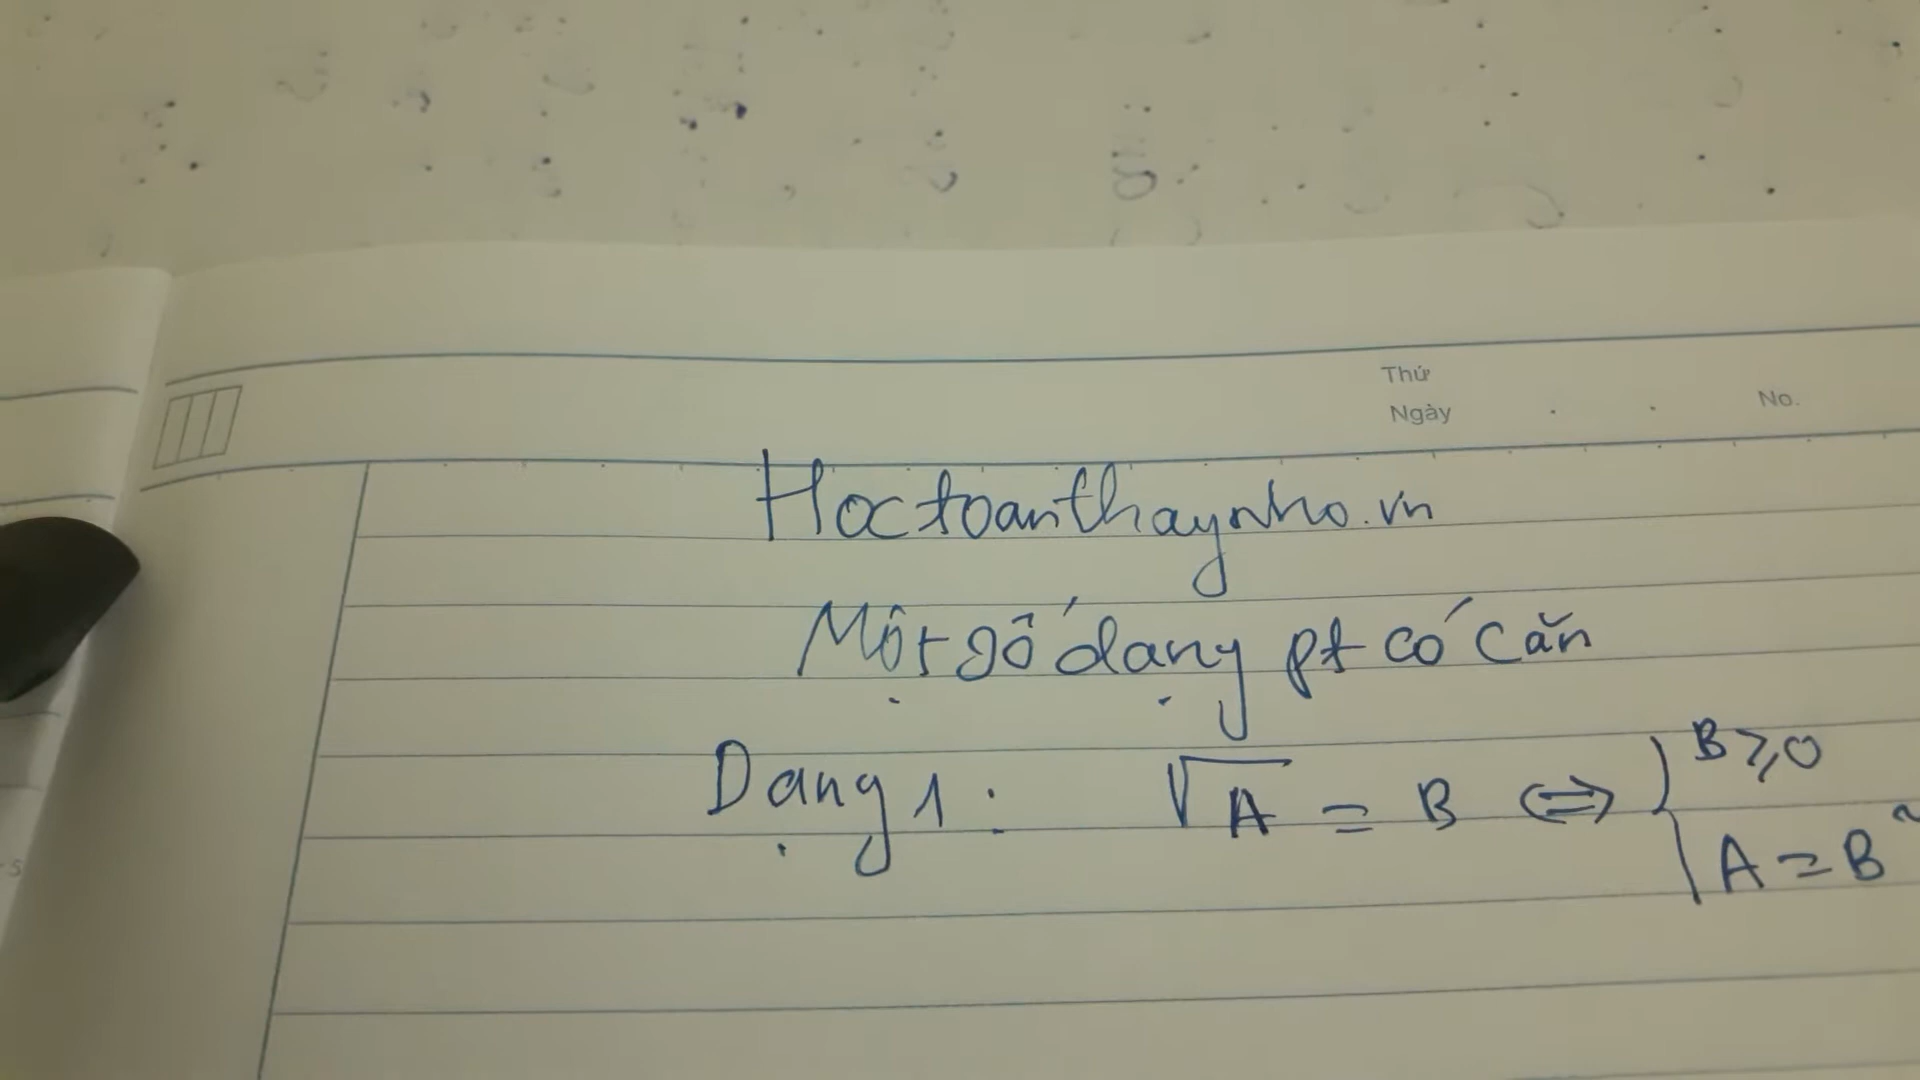 Thứ
Ngày . . No.
Hoctoanthaynho.vn
Một số dạng pt có căn
Dạng 1 : √A = B ⇔ { B ≥ 0
A = B²